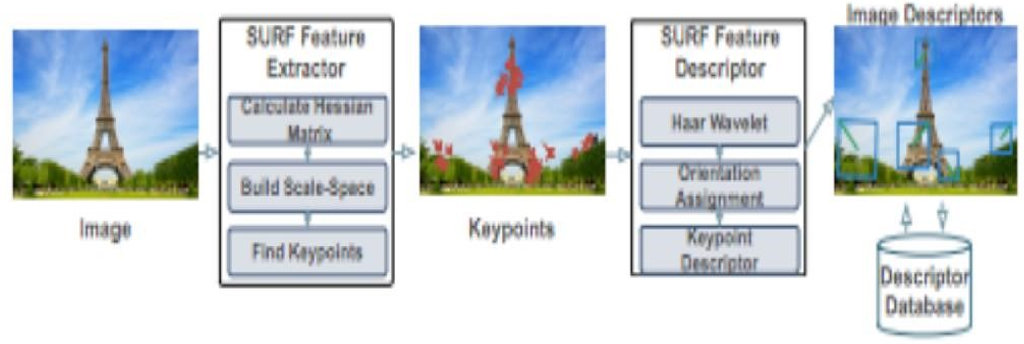 Image
SURF Feature
Extractor
Calculate Hessian
Matrix
Build Scale-Space
Find Keypoints
Keypoints
SURF Feature
Descriptor
Haar Wavelet
Orientation
Assignment
Keypoint
Descriptor
Image Descriptors
Descriptor
Database